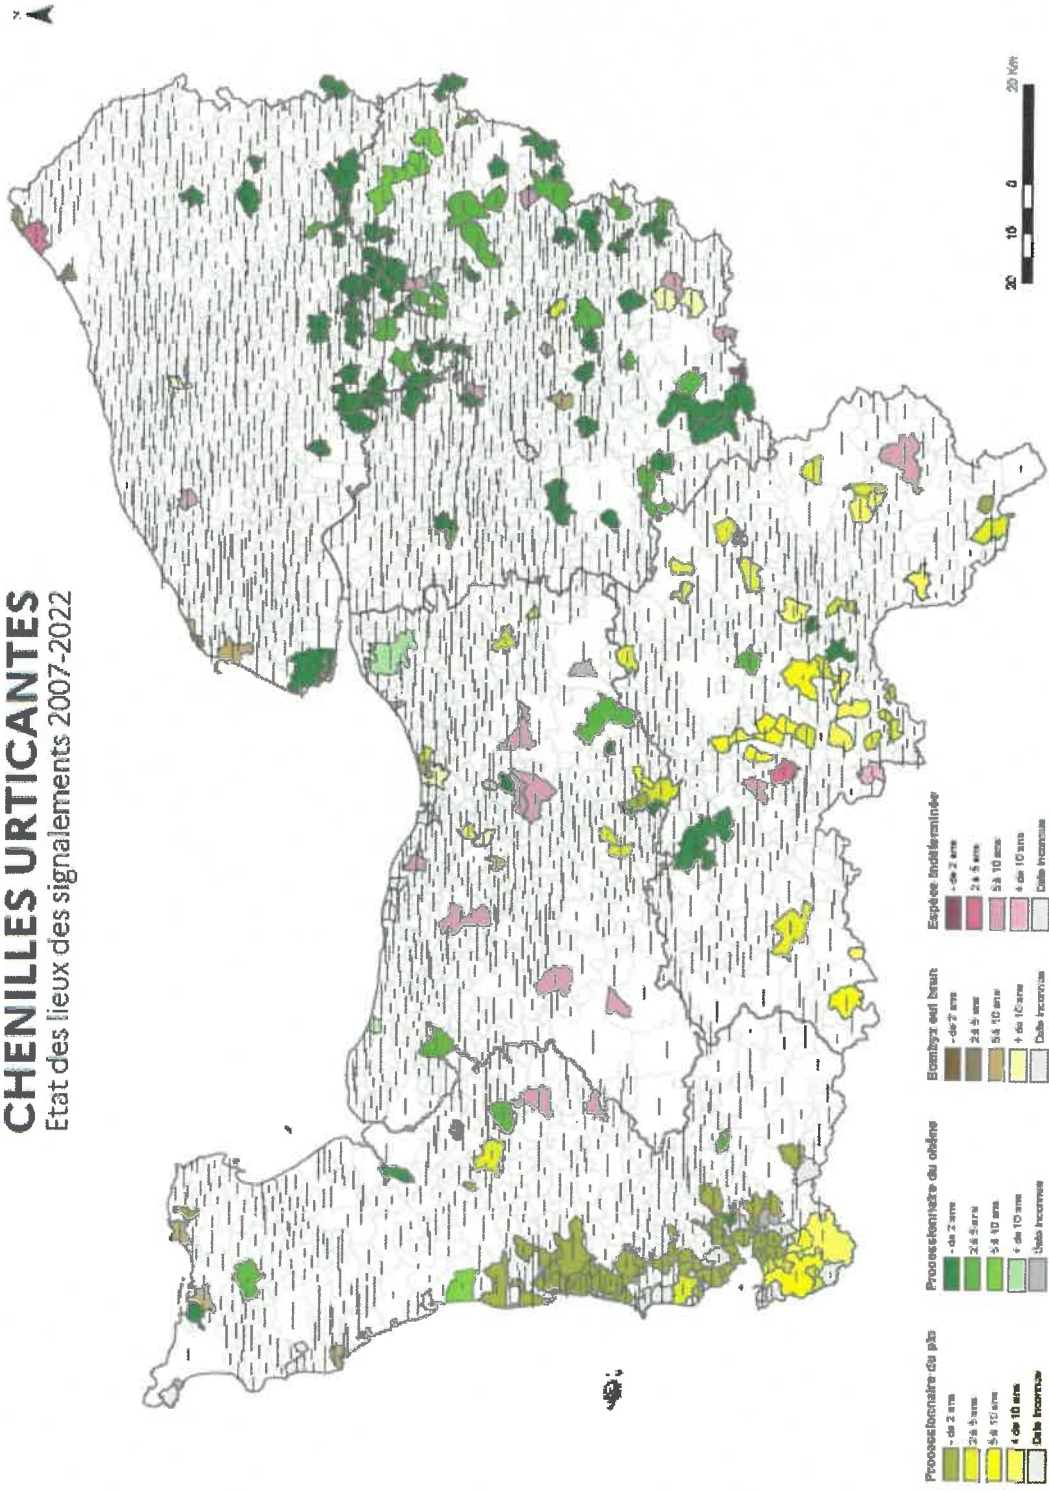 CHENILLES URTICANTES
Etat des lieux des signalements 2007-2022
N
20 10 0 20 Km
Processionnaire du pin
- de 2 ans
2 à 5 ans
5 à 10 ans
+ de 10 ans
Date inconnue
Processionnaire du chêne
- de 2 ans
2 à 5 ans
5 à 10 ans
+ de 10 ans
Date inconnue
Bombyx cul brun
- de 2 ans
2 à 5 ans
5 à 10 ans
+ de 10 ans
Date inconnue
Espèce indéterminée
- de 2 ans
2 à 5 ans
5 à 10 ans
+ de 10 ans
Date inconnue